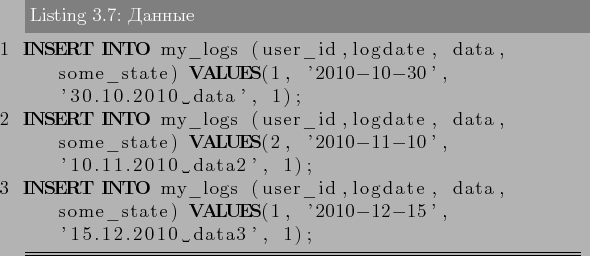 Listing 3.7: Данные
1 INSERT INTO my_logs (user_id,logdate, data,
some_state) VALUES(1, '2010-10-30',
'30.10.2010␣data', 1);
2 INSERT INTO my_logs (user_id,logdate, data,
some_state) VALUES(2, '2010-11-10',
'10.11.2010␣data2', 1);
3 INSERT INTO my_logs (user_id,logdate, data,
some_state) VALUES(1, '2010-12-15',
'15.12.2010␣data3', 1);